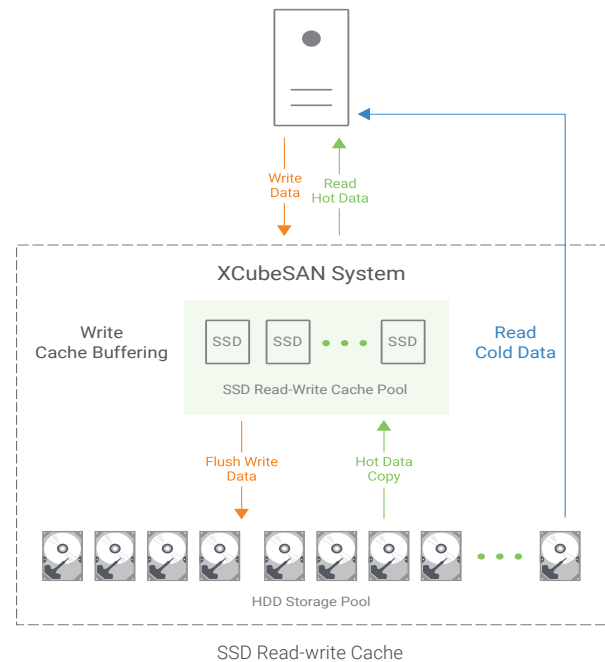 Write
Data
Read
Hot Data
XCubeSAN System
Write
Cache Buffering
SSD
SSD
SSD
Read
Cold Data
SSD Read-Write Cache Pool
Flush Write
Data
Hot Data
Copy
HDD Storage Pool
SSD Read-write Cache